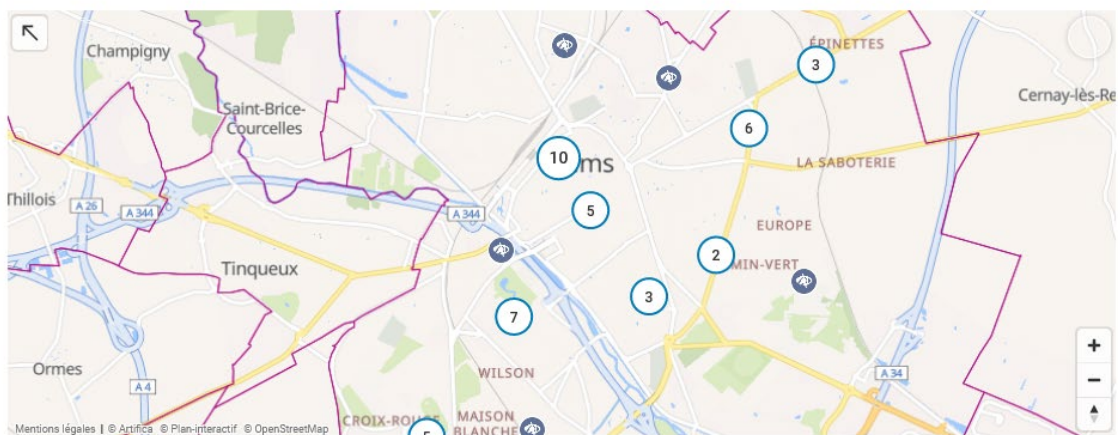 Champigny
ÉPINETTES
3
Cernay-lès-Re
Saint-Brice-
Courcelles
6
10
ms
LA SABOTERIE
Thillois
A 26
A 344
A 344
5
EUROPE
Tinqueux
2
MIN-VERT
3
7
+
−
Ormes
A 4
WILSON
A 34
CROIX-ROUGE
MAISON
BLANCHE
5
Mentions légales | © Artifica © Plan-interactif © OpenStreetMap